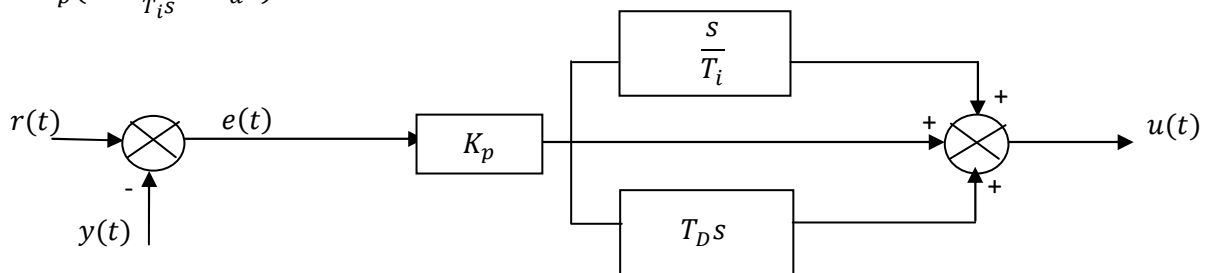 s
T_i
+
r(t)
e(t)
K_p
+
u(t)
-
+
y(t)
T_D s